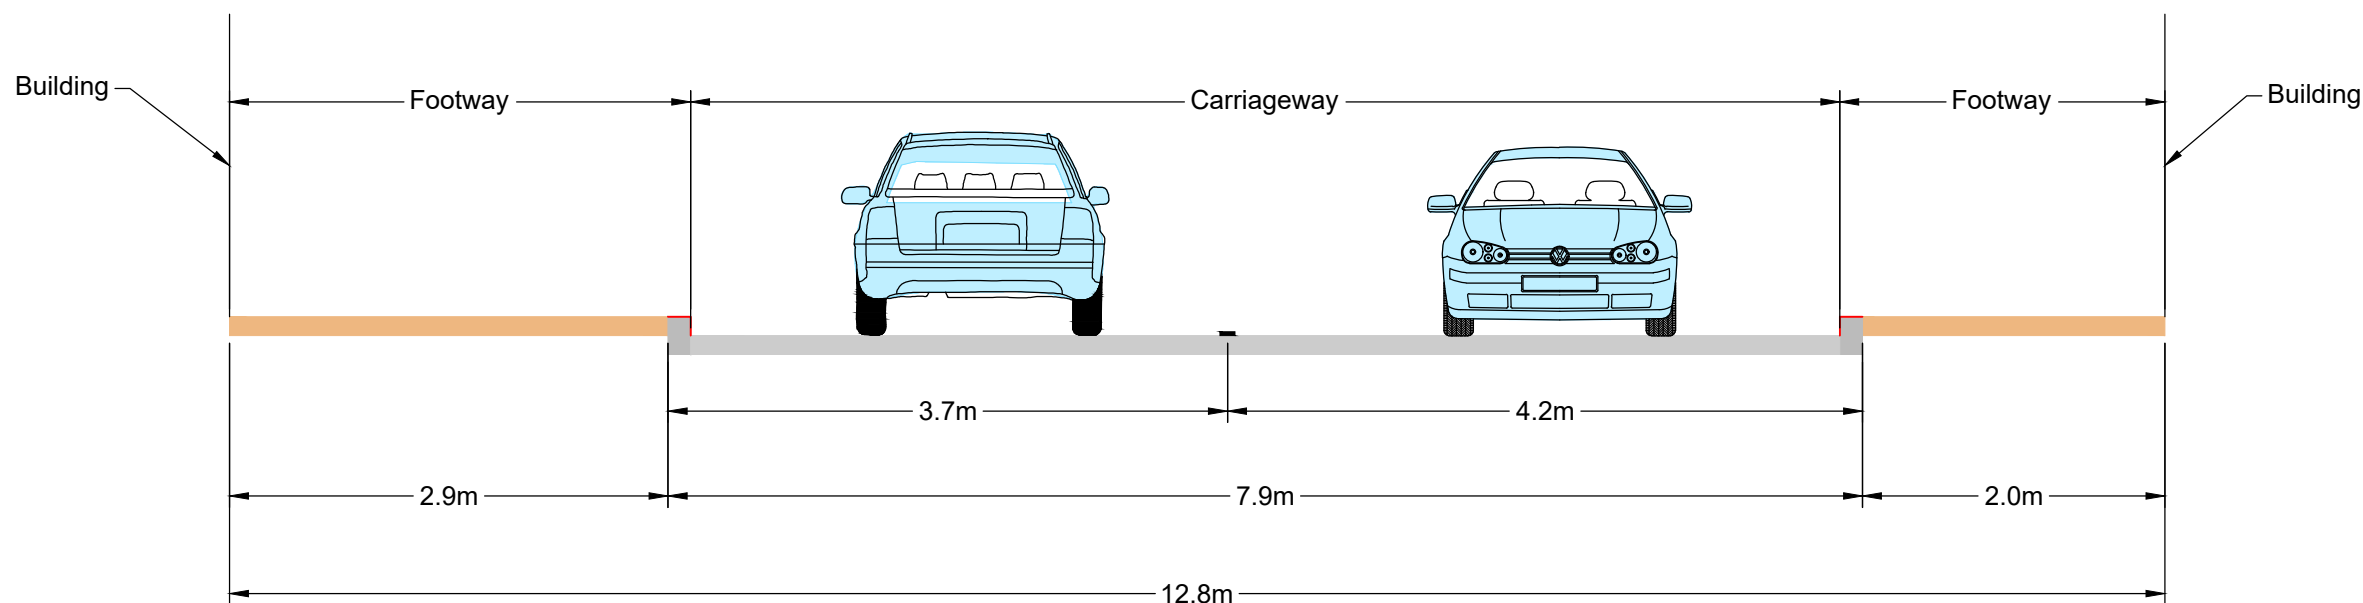 Building
Footway
Carriageway
Footway
Building
3.7m
4.2m
2.9m
7.9m
2.0m
12.8m